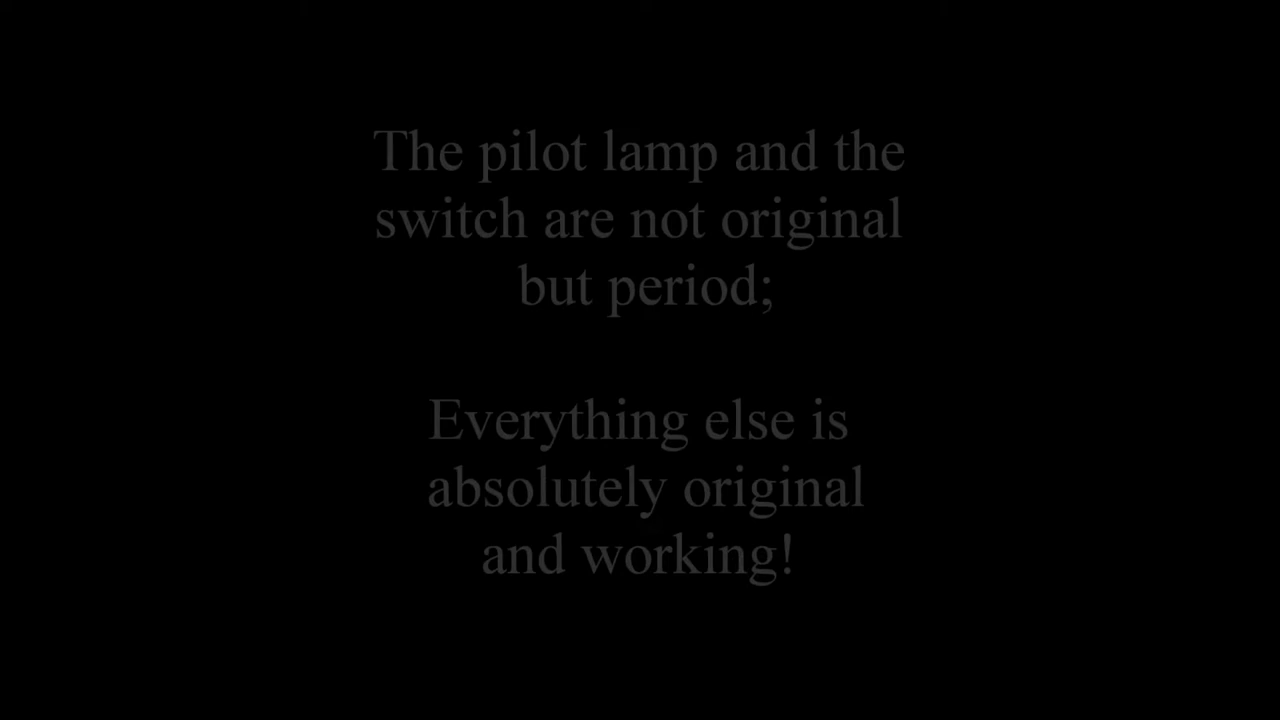 The pilot lamp and the
switch are not original
but period;
Everything else is
absolutely original
and working!